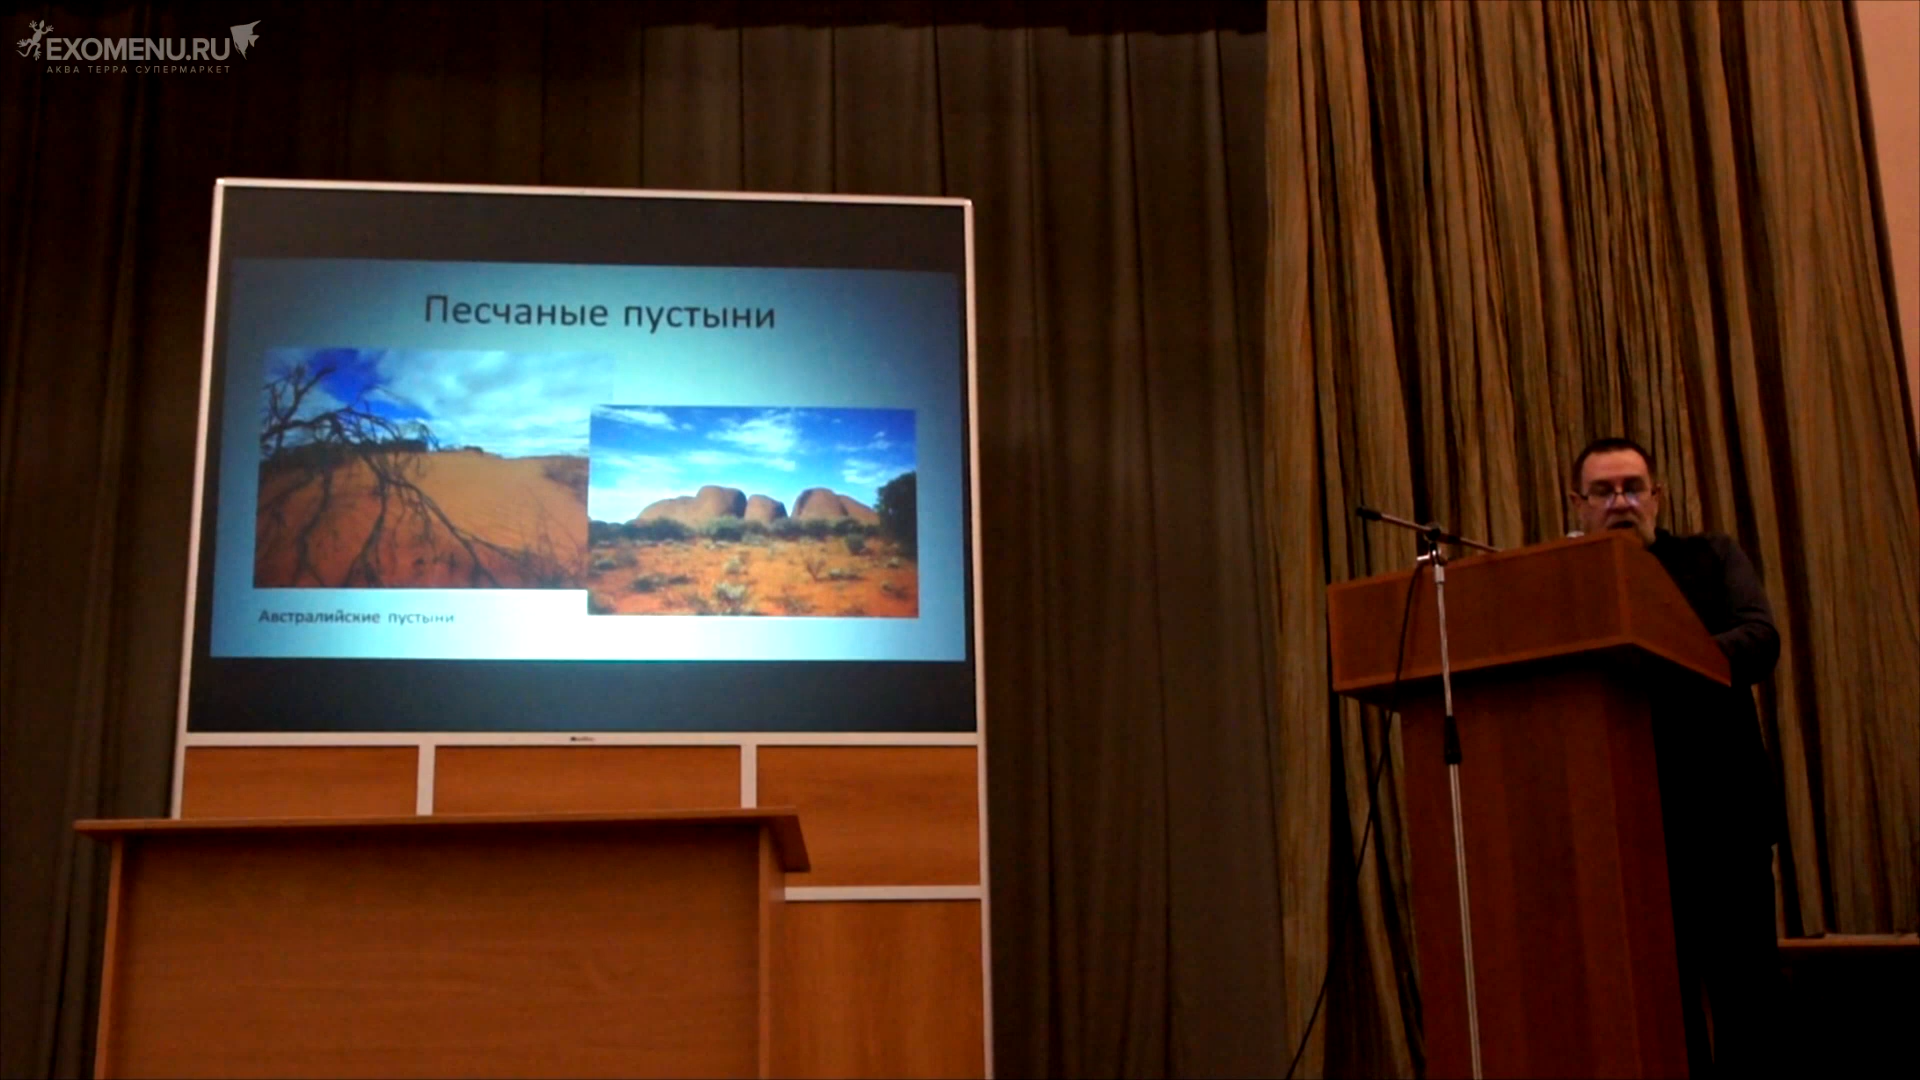 EXOMENU.RU
АКВА ТЕРРА СУПЕРМАРКЕТ
Песчаные пустыни
Австралийские пустыни